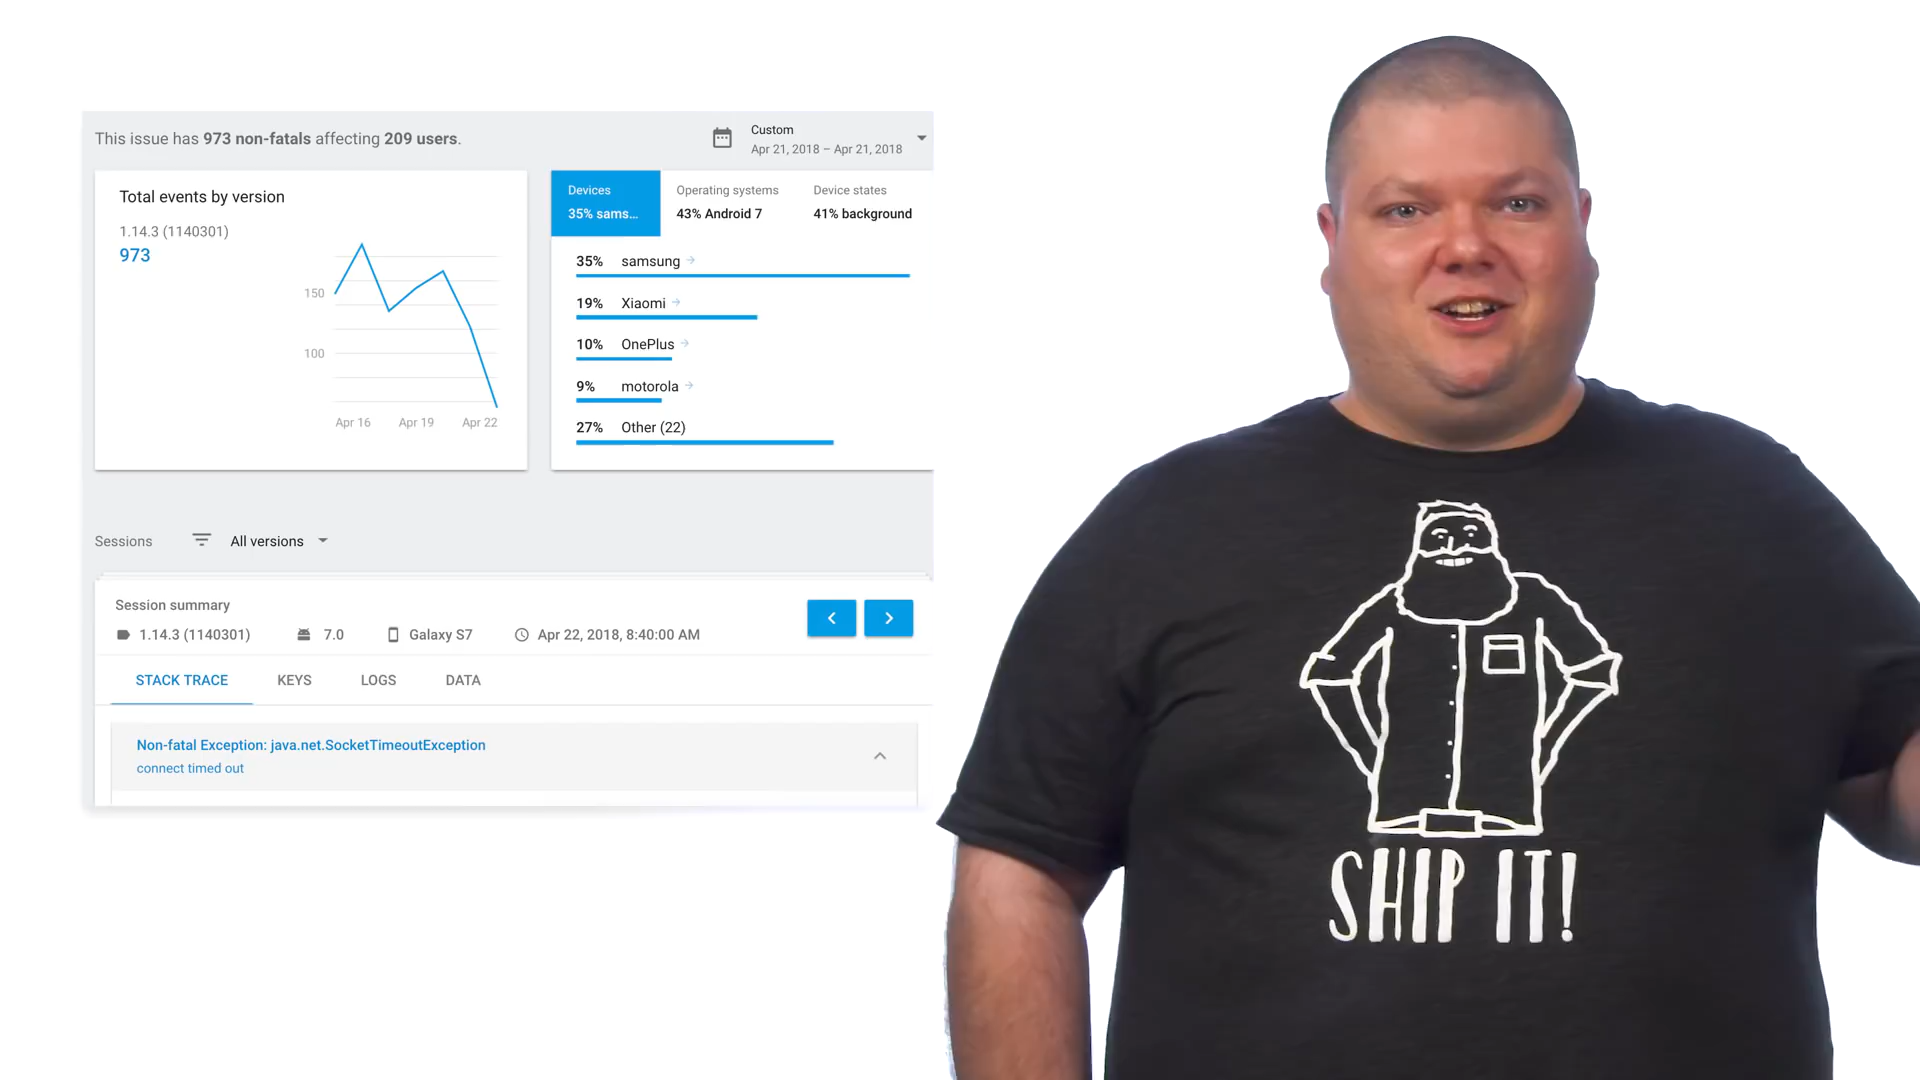 This issue has 973 non-fatals affecting 209 users.
Custom
Apr 21, 2018 – Apr 21, 2018
Total events by version
1.14.3 (1140301)
973
150
100
Apr 16 Apr 19 Apr 22
Devices Operating systems Device states
35% sams... 43% Android 7 41% background
35% samsung
19% Xiaomi
10% OnePlus
9% motorola
27% Other (22)
Sessions All versions
Session summary
1.14.3 (1140301) 7.0 Galaxy S7 Apr 22, 2018, 8:40:00 AM
STACK TRACE KEYS LOGS DATA
Non-fatal Exception: java.net.SocketTimeoutException
connect timed out
SHIP IT!